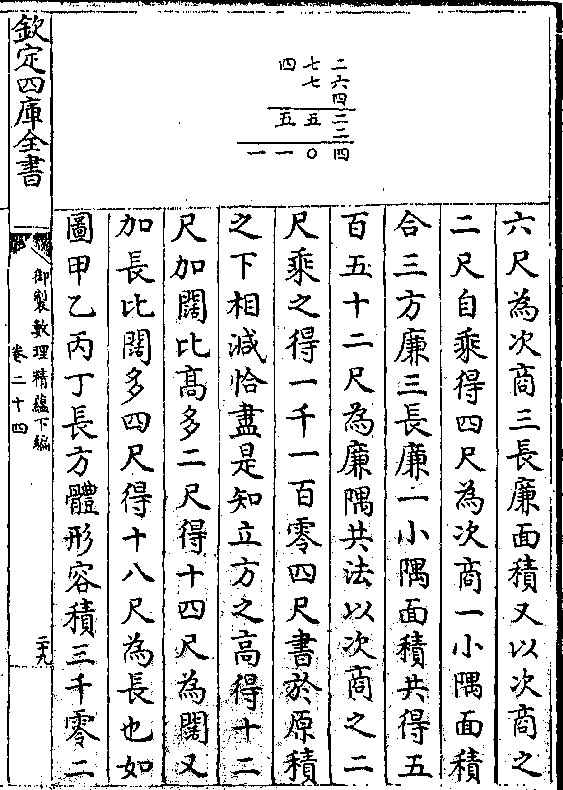 四七二
七六
四
五五二
二
一一〇四
六尺為次商三長廉面積又以次商之
二尺自乘得四尺為次商一小隅面積
合三方廉三長廉一小隅面積共得五
百五十二尺為廉隅共法以次商之二
尺乘之得一千一百零四尺書於原積
之下相減恰盡是知立方之高得十二
尺加闊比高多二尺得十四尺為闊又
加長比闊多四尺得十八尺為長也如
圖甲乙丙丁長方體形容積三千零二
欽定四庫全書
御製數理精蘊下編
卷二十四
二十九